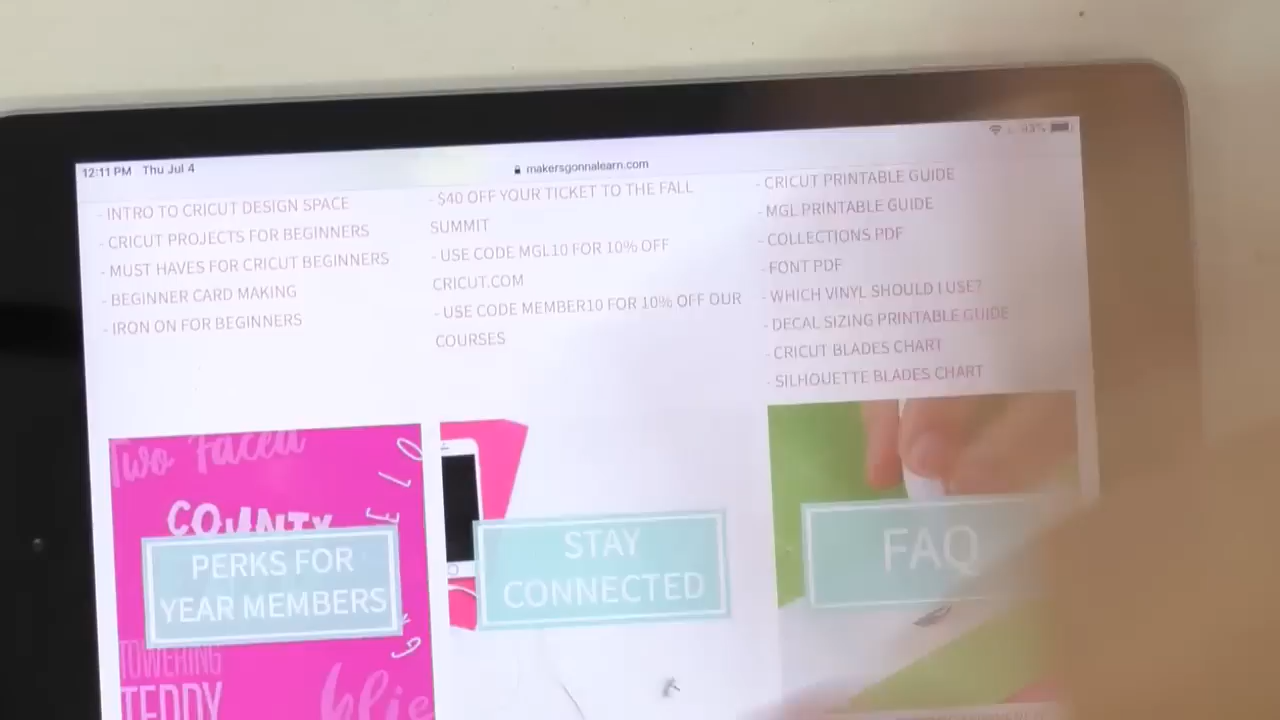 12:11 PM Thu Jul 4
makersgonnalearn.com
93%
- INTRO TO CRICUT DESIGN SPACE
- CRICUT PROJECTS FOR BEGINNERS
- MUST HAVES FOR CRICUT BEGINNERS
- BEGINNER CARD MAKING
- IRON ON FOR BEGINNERS
- $40 OFF YOUR TICKET TO THE FALL
SUMMIT
- USE CODE MGL10 FOR 10% OFF
CRICUT.COM
- USE CODE MEMBER10 FOR 10% OFF OUR
COURSES
- CRICUT PRINTABLE GUIDE
- MGL PRINTABLE GUIDE
- COLLECTIONS PDF
- FONT PDF
- WHICH VINYL SHOULD I USE?
- DECAL SIZING PRINTABLE GUIDE
- CRICUT BLADES CHART
- SILHOUETTE BLADES CHART
Two Faced
COUNTY
PERKS FOR
YEAR MEMBERS
TOWERING
TEDDY
STAY
CONNECTED
FAQ